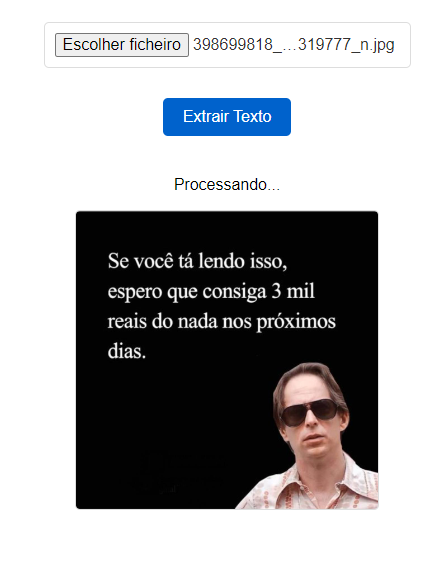 Escolher ficheiro 398699818_...319777_n.jpg
Extrair Texto
Processando...
Se você tá lendo isso,
espero que consiga 3 mil
reais do nada nos próximos
dias.